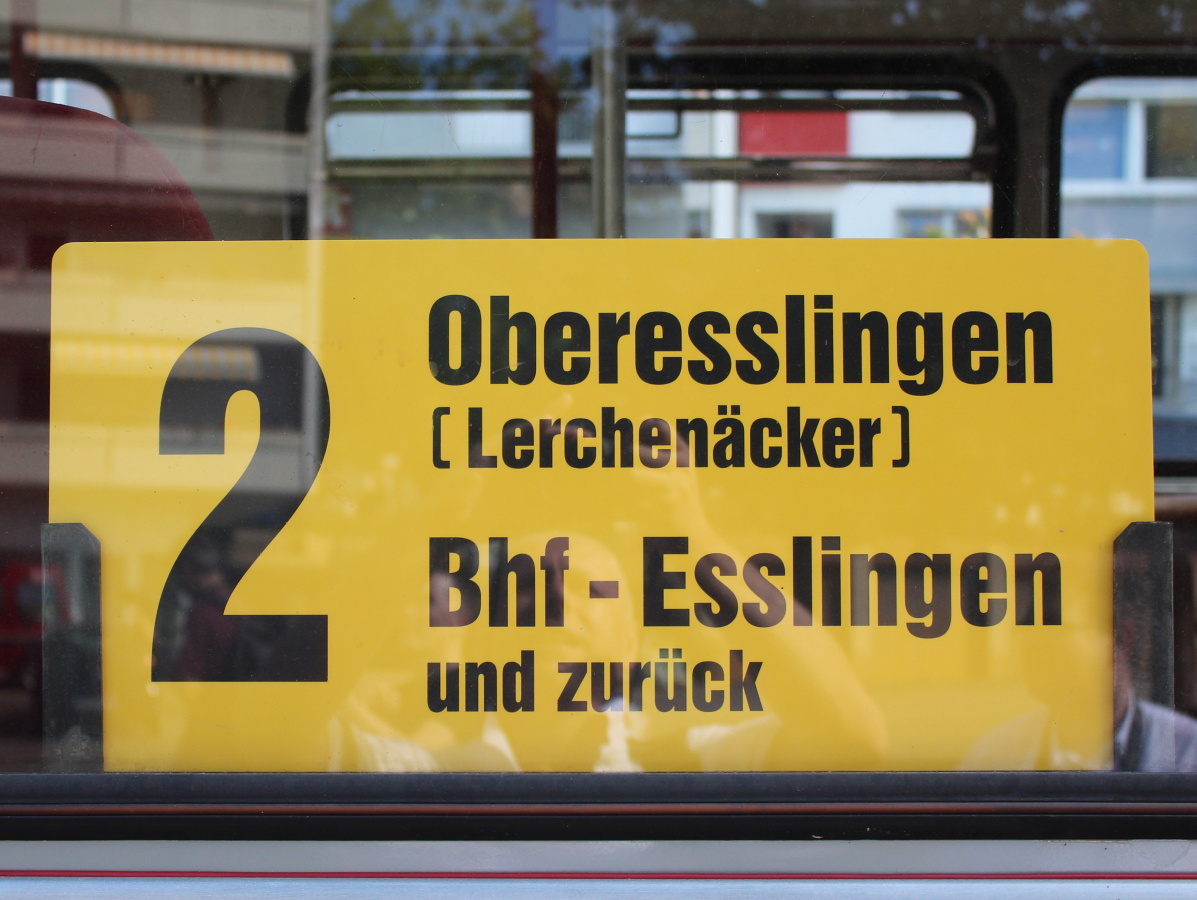 2
Oberesslingen
(Lerchenäcker)
Bhf - Esslingen
und zurück